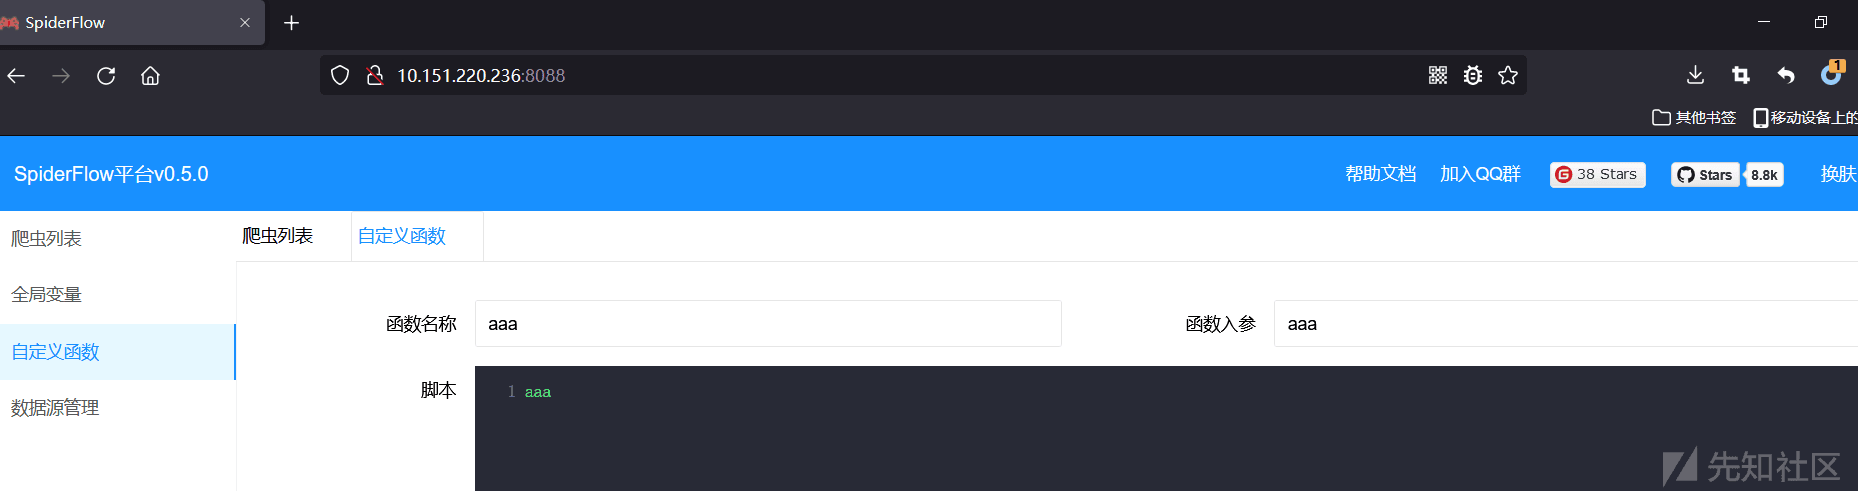 SpiderFlow
10.151.220.236:8088
1
其他书签 移动设备上的
SpiderFlow平台v0.5.0 帮助文档 加入QQ群 G 38 Stars Stars 8.8k 换肤
爬虫列表 爬虫列表 自定义函数
全局变量
函数名称 aaa 函数入参 aaa
自定义函数
脚本 1 aaa
数据源管理
先知社区